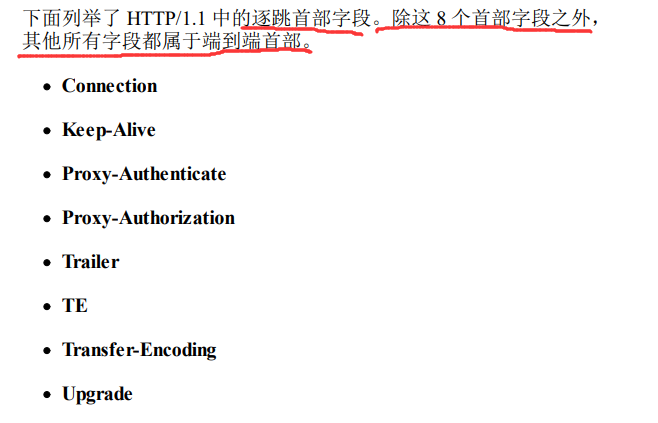 下面列举了 HTTP/1.1 中的逐跳首部字段。除这 8 个首部字段之外，
其他所有字段都属于端到端首部。
• Connection
• Keep-Alive
• Proxy-Authenticate
• Proxy-Authorization
• Trailer
• TE
• Transfer-Encoding
• Upgrade